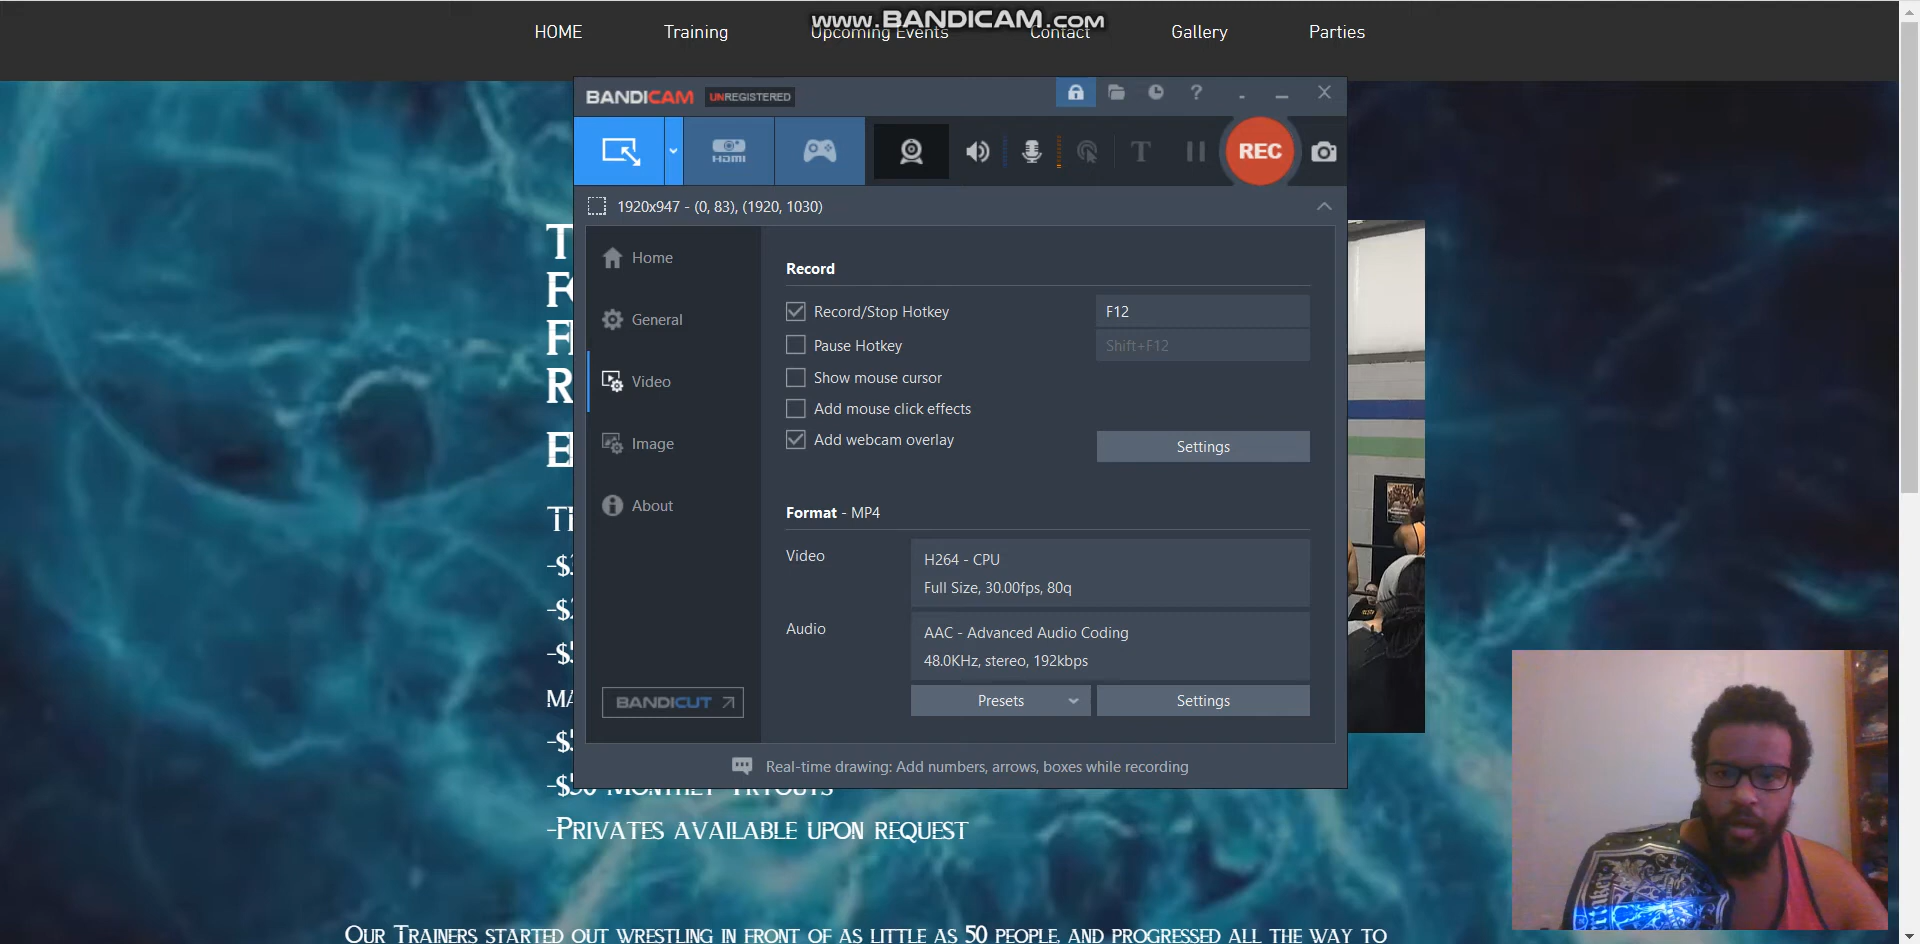 www.BANDICAM.com
HOME Training Upcoming Events Contact Gallery Parties
BANDICAM UNREGISTERED
HDMI
T
REC
1920x947 - (0, 83), (1920, 1030)
Home
General
Video
Image
About
BANDICUT
Record
Record/Stop Hotkey F12
Pause Hotkey Shift+F12
Show mouse cursor
Add mouse click effects
Add webcam overlay Settings
Format - MP4
Video H264 - CPU
Full Size, 30.00fps, 80q
Audio AAC - Advanced Audio Coding
48.0KHz, stereo, 192kbps
Presets Settings
Real-time drawing: Add numbers, arrows, boxes while recording
-$50 Monthly Tryouts
-Privates available upon request
Our Trainers started out wrestling in front of as little as 50 people, and progressed all the way to